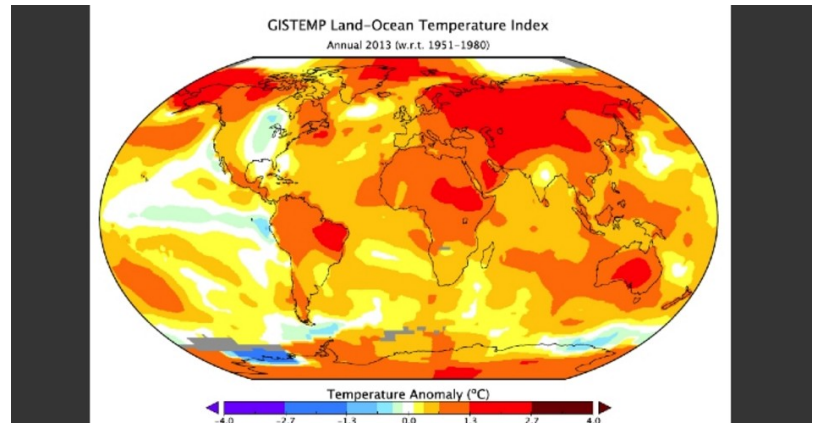 GISTEMP Land-Ocean Temperature Index
Annual 2013 (w.r.t. 1951-1980)
Temperature Anomaly (ºC)
-4.0 -2.7 -1.3 0.0 1.3 2.7 4.0